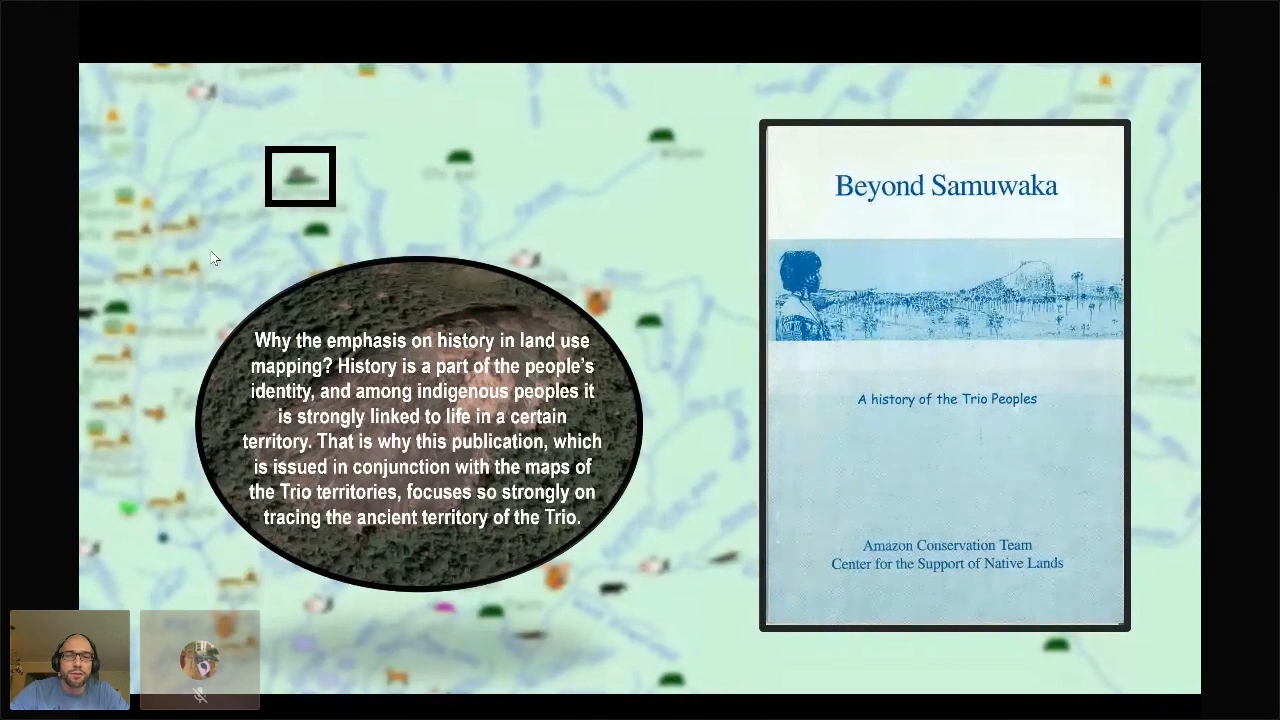 Why the emphasis on history in land use
mapping? History is a part of the people's
identity, and among indigenous peoples it
is strongly linked to life in a certain
territory. That is why this publication, which
is issued in conjunction with the maps of
the Trio territories, focuses so strongly on
tracing the ancient territory of the Trio.
Beyond Samuwaka
A history of the Trio Peoples
Amazon Conservation Team
Center for the Support of Native Lands